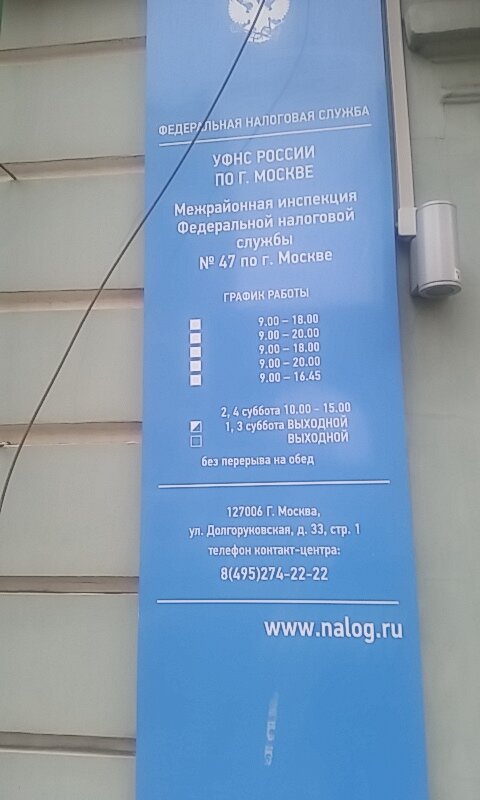 ФЕДЕРАЛЬНАЯ НАЛОГОВАЯ СЛУЖБА
УФНС РОССИИ
ПО Г. МОСКВЕ
Межрайонная инспекция
Федеральной налоговой
службы
№ 47 по г. Москве
ГРАФИК РАБОТЫ
9.00 – 18.00
9.00 – 20.00
9.00 – 18.00
9.00 – 20.00
9.00 – 16.45
2, 4 суббота 10.00 - 15.00
1, 3 суббота ВЫХОДНОЙ
ВЫХОДНОЙ
без перерыва на обед
127006 Г. Москва,
ул. Долгоруковская, д. 33, стр. 1
телефон контакт-центра:
8(495)274-22-22
www.nalog.ru